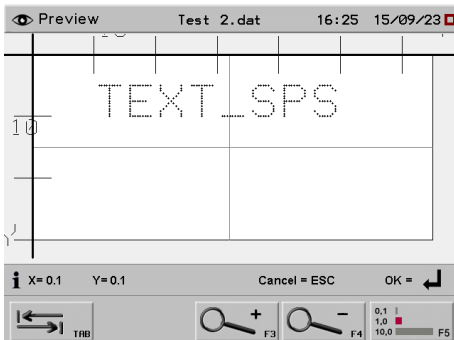 Preview Test 2.dat 16:25 15/09/23
TEXT_SPS
10
X= 0.1 Y= 0.1 Cancel = ESC OK =
TAB + F3 - F4 0,1 1,0 10,0 F5